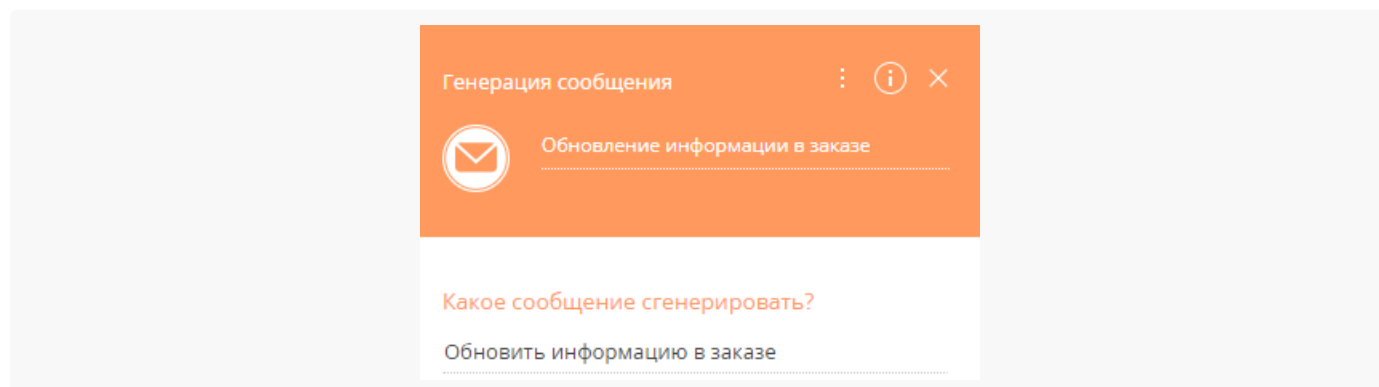 Генерация сообщения
Обновление информации в заказе
Какое сообщение сгенерировать?
Обновить информацию в заказе